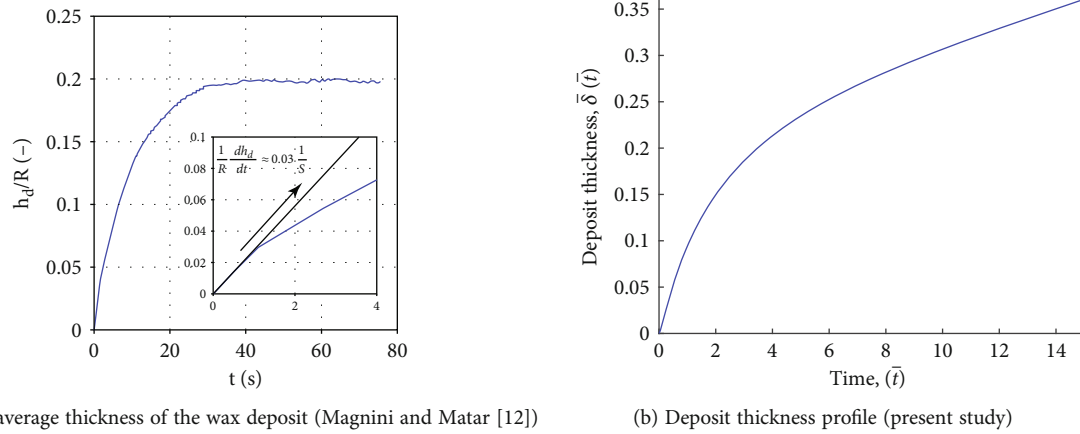 0.25
0.2
0.15
0.1
0.05
0
h_d/R (–)
0.1
0.08
0.06
0.04
0.02
0
1/R dh_d/dt ≈ 0.03 1/S
0 2 4
0 20 40 60 80
t (s)
average thickness of the wax deposit (Magnini and Matar [12])
0.35
0.3
0.25
0.2
0.15
0.1
0.05
0
Deposit thickness, δ̄ (t̄)
0 2 4 6 8 10 12 14
Time, (t̄)
(b) Deposit thickness profile (present study)